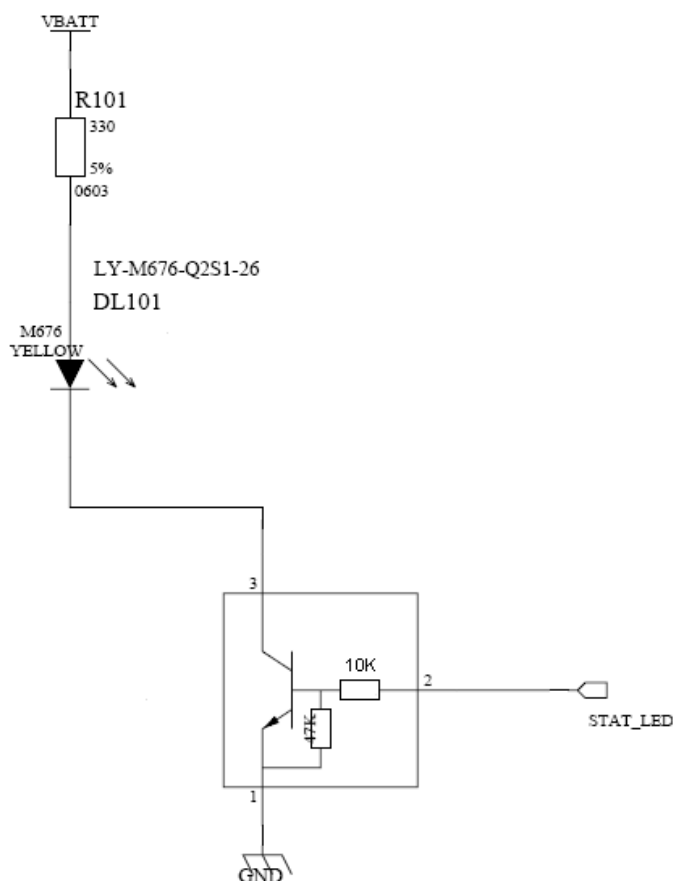 VBATT
R101
330
5%
0603
LY-M676-Q2S1-26
DL101
M676
YELLOW
3
10K
2
47K
STAT_LED
1
GND